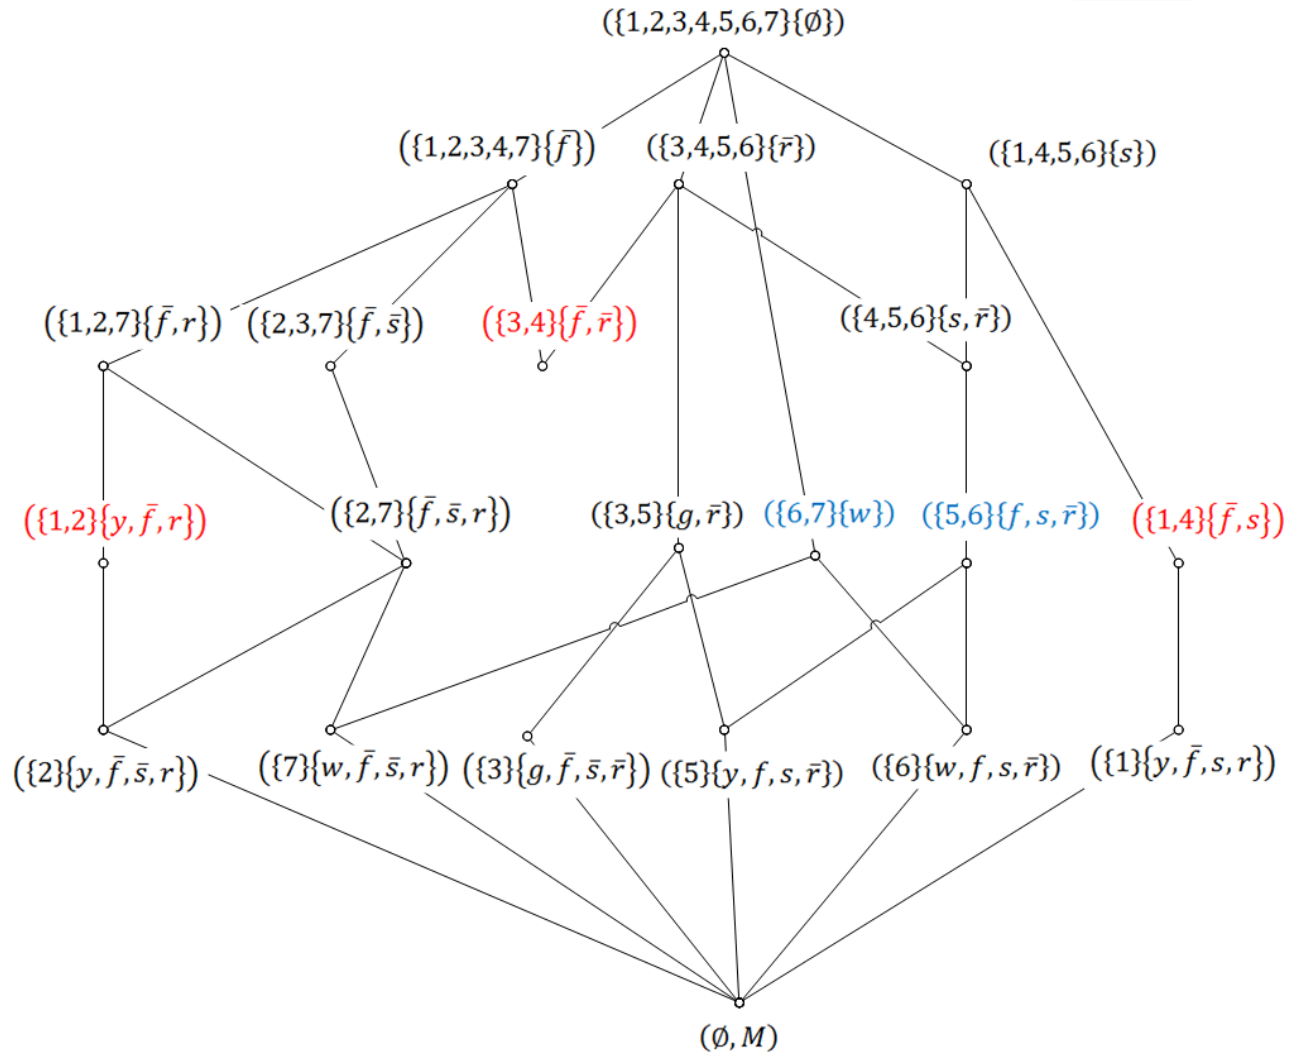 ({1,2,3,4,5,6,7}{∅})
({1,2,3,4,7}{f̄})
({3,4,5,6}{r̄})
({1,4,5,6}{s})
({1,2,7}{f̄,r})
({2,3,7}{f̄,s̄})
({3,4}{f̄,r̄})
({4,5,6}{s,r̄})
({1,2}{y,f̄,r})
({2,7}{f̄,s̄,r})
({3,5}{g,r̄})
({6,7}{w})
({5,6}{f,s,r̄})
({1,4}{f̄,s})
({2}{y,f̄,s̄,r})
({7}{w,f̄,s̄,r})
({3}{g,f̄,s̄,r̄})
({5}{y,f,s,r̄})
({6}{w,f,s,r̄})
({1}{y,f̄,s,r})
(∅,M)